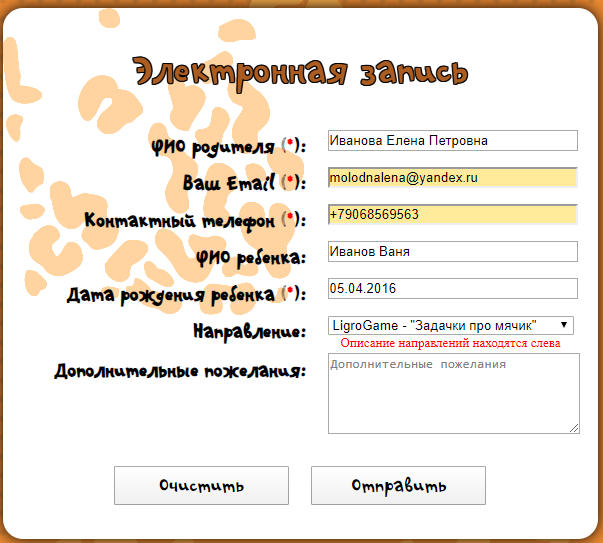 Электронная запись
ФИО родителя (*): Иванова Елена Петровна
Ваш Email (*): molodnalena@yandex.ru
Контактный телефон (*): +79068569563
ФИО ребенка: Иванов Ваня
Дата рождения ребенка (*): 05.04.2016
Направление: LigroGame - "Задачки про мячик"
Описание направлений находятся слева
Дополнительные пожелания: Дополнительные пожелания
Очистить Отправить